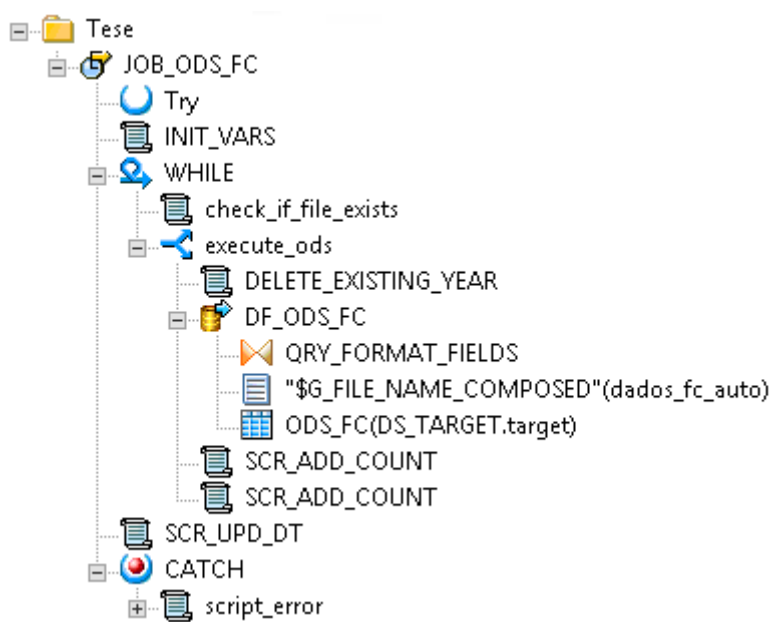 Tese
JOB_ODS_FC
Try
INIT_VARS
WHILE
check_if_file_exists
execute_ods
DELETE_EXISTING_YEAR
DF_ODS_FC
QRY_FORMAT_FIELDS
"$G_FILE_NAME_COMPOSED"(dados_fc_auto)
ODS_FC(DS_TARGET.target)
SCR_ADD_COUNT
SCR_ADD_COUNT
SCR_UPD_DT
CATCH
script_error